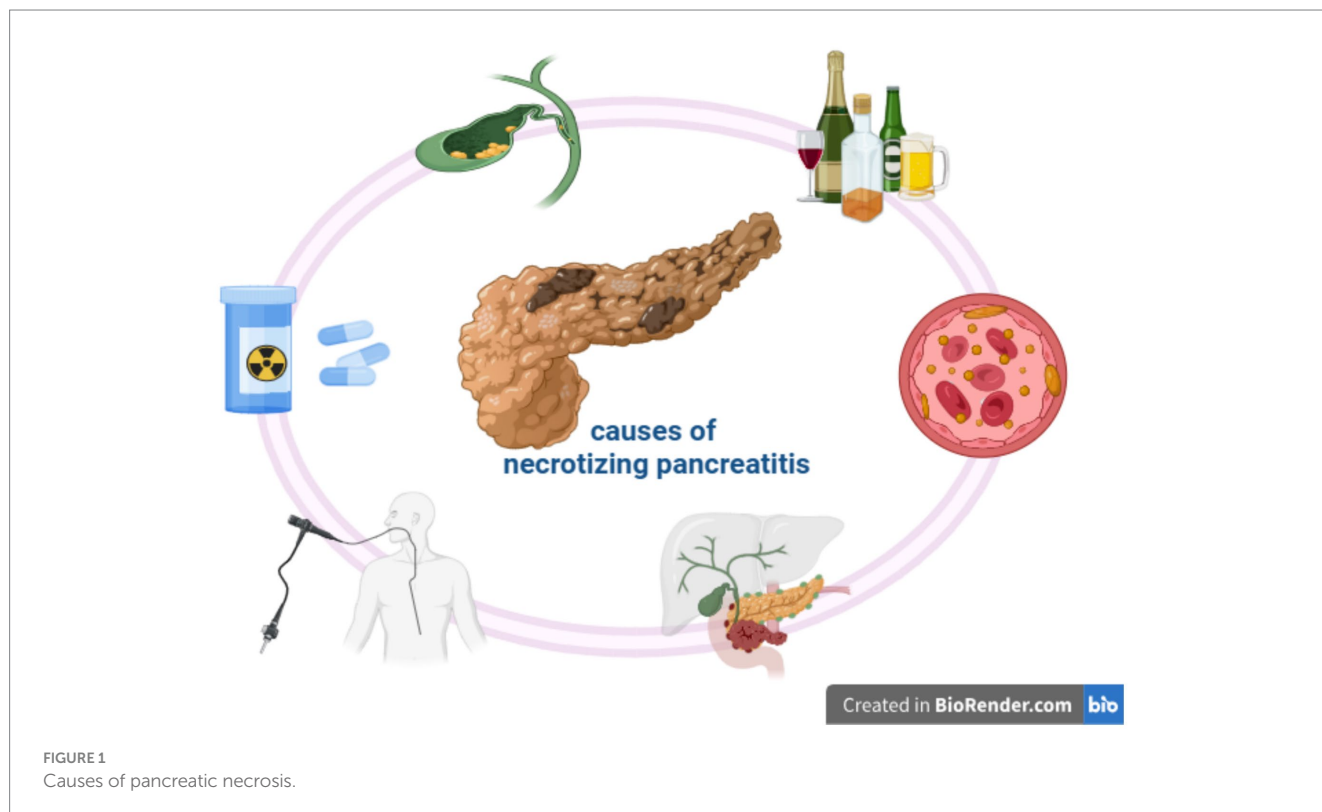 causes of
necrotizing pancreatitis
Created in BioRender.com bio
FIGURE 1
Causes of pancreatic necrosis.